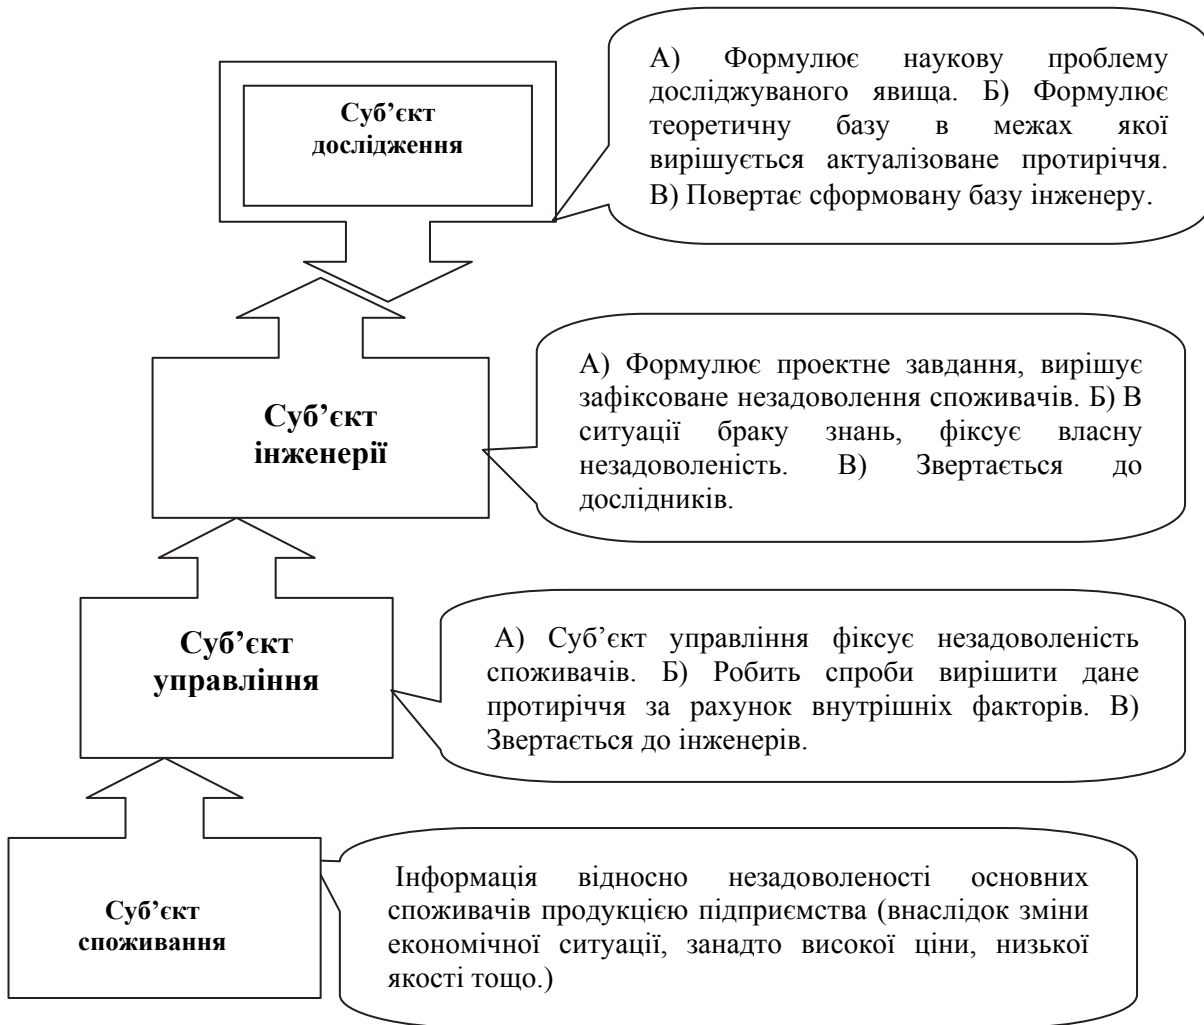 Суб’єкт
дослідження
А) Формулює наукову проблему
досліджуваного явища. Б) Формулює
теоретичну базу в межах якої
вирішується актуалізоване протиріччя.
В) Повертає сформовану базу інженеру.
Суб’єкт
інженерії
А) Формулює проектне завдання, вирішує
зафіксоване незадоволення споживачів. Б) В
ситуації браку знань, фіксує власну
незадоволеність. В) Звертається до
дослідників.
Суб’єкт
управління
А) Суб’єкт управління фіксує незадоволеність
споживачів. Б) Робить спроби вирішити дане
протиріччя за рахунок внутрішніх факторів. В)
Звертається до інженерів.
Суб’єкт
споживання
Інформація відносно незадоволеності основних
споживачів продукцією підприємства (внаслідок зміни
економічної ситуації, занадто високої ціни, низької
якості тощо.)